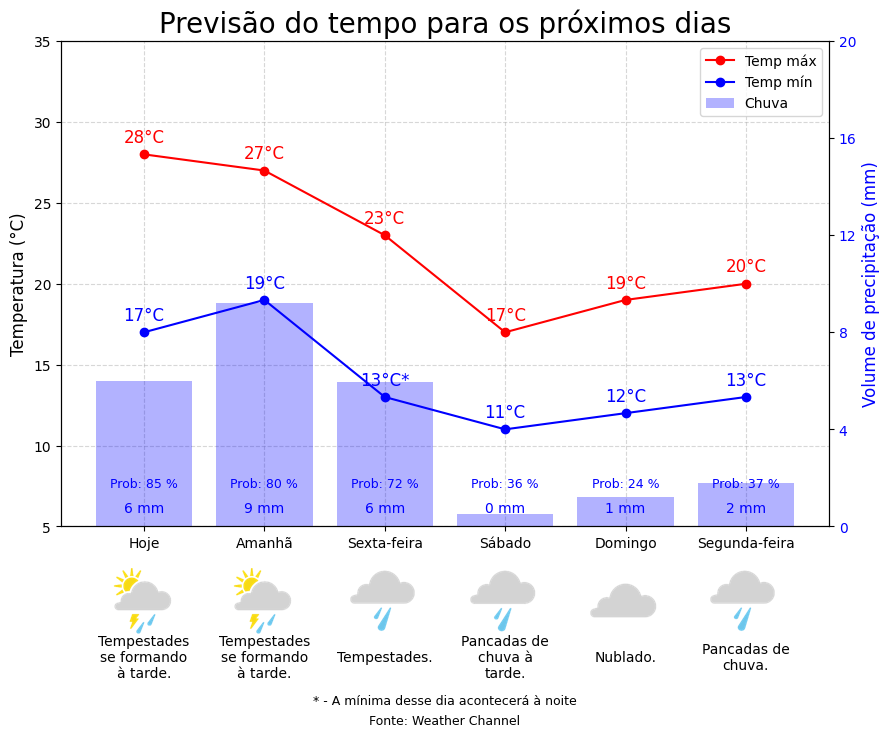 Previsão do tempo para os próximos dias
35
30
25
20
15
10
5
Temperatura (°C)
20
16
12
8
4
0
Volume de precipitação (mm)
Temp máx
Temp mín
Chuva
28°C
27°C
23°C
17°C
19°C
20°C
17°C
19°C
13°C*
11°C
12°C
13°C
Prob: 85 % Prob: 80 % Prob: 72 % Prob: 36 % Prob: 24 % Prob: 37 %
6 mm 9 mm 6 mm 0 mm 1 mm 2 mm
Hoje Amanhã Sexta-feira Sábado Domingo Segunda-feira
Tempestades
se formando
à tarde.
Tempestades
se formando
à tarde.
Tempestades.
Pancadas de
chuva à
tarde.
Nublado.
Pancadas de
chuva.
* - A mínima desse dia acontecerá à noite
Fonte: Weather Channel